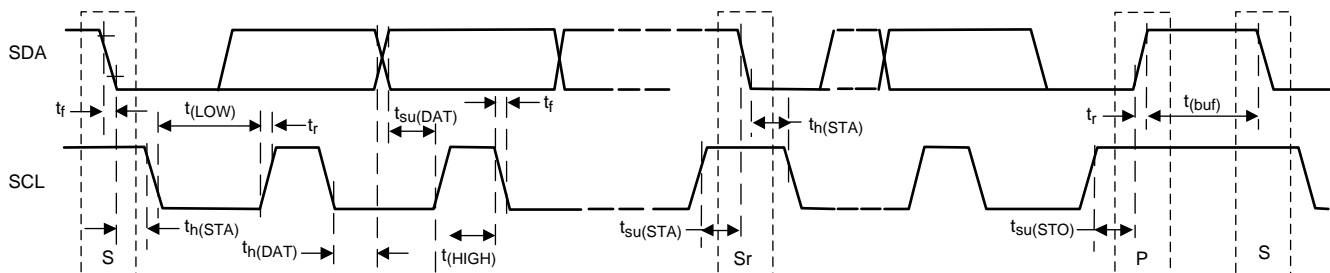 SDA
t_f
t_(LOW)
t_r
t_su(DAT)
t_f
t_h(STA)
t_r
t_(buf)
SCL
t_h(STA)
t_h(DAT)
t_(HIGH)
t_su(STA)
t_su(STO)
S
Sr
P
S